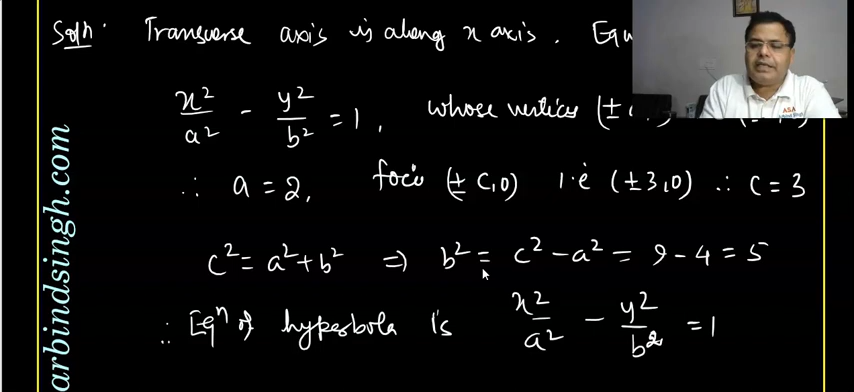 Soln. Transverse axis is along x axis. Equ
x²/a² - y²/b² = 1, whose vertices (±
∴ a = 2, foci (± c, 0) i.e (±3, 0) ∴ c = 3
c² = a² + b² ⇒ b² = c² - a² = 9 - 4 = 5
∴ Eqⁿ of hyperbola is x²/a² - y²/b² = 1
arbindsingh.com
ASA